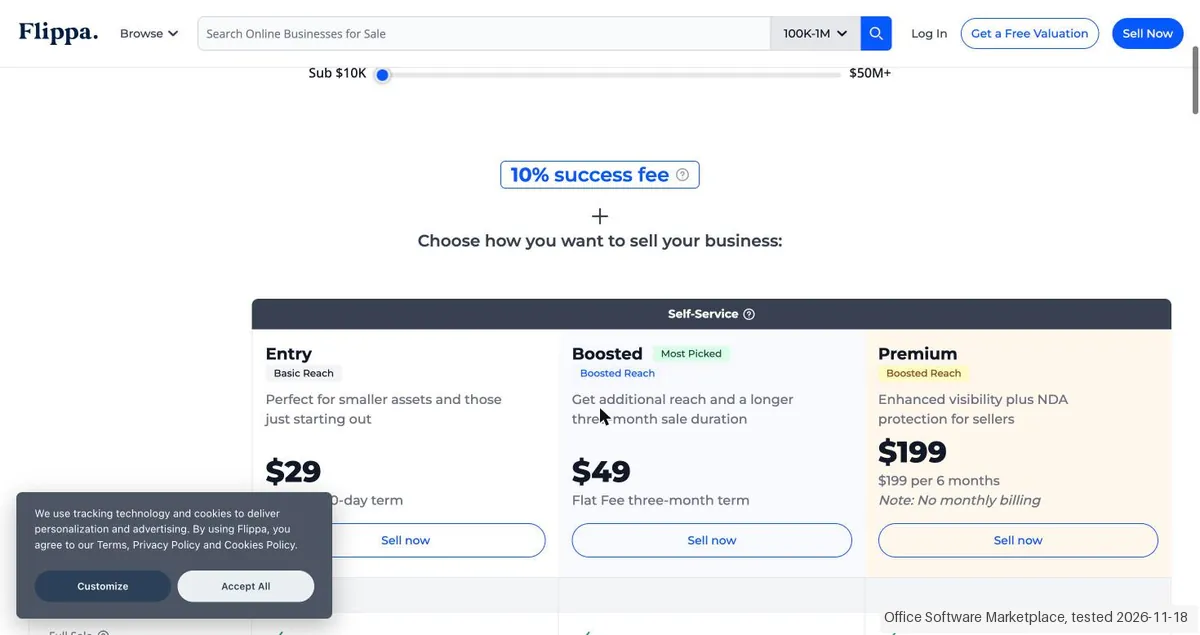 Flippa.
Browse
Search Online Businesses for Sale
100K-1M
Log In
Get a Free Valuation
Sell Now
Sub $10K
$50M+
10% success fee
+
Choose how you want to sell your business:
Self-Service
Entry
Basic Reach
Perfect for smaller assets and those
just starting out
$29
0-day term
Sell now
Boosted
Most Picked
Boosted Reach
Get additional reach and a longer
three-month sale duration
$49
Flat Fee three-month term
Sell now
Premium
Boosted Reach
Enhanced visibility plus NDA
protection for sellers
$199
$199 per 6 months
Note: No monthly billing
Sell now
We use tracking technology and cookies to deliver
personalization and advertising. By using Flippa, you
agree to our Terms, Privacy Policy and Cookies Policy.
Customize
Accept All
Full Sale
Office Software Marketplace, tested 2026-11-18